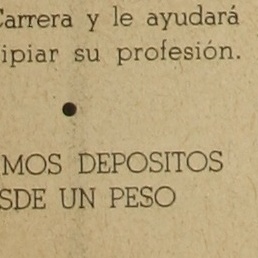 Carrera y le ayudará
ipiar su profesión.
MOS DEPOSITOS
SDE UN PESO